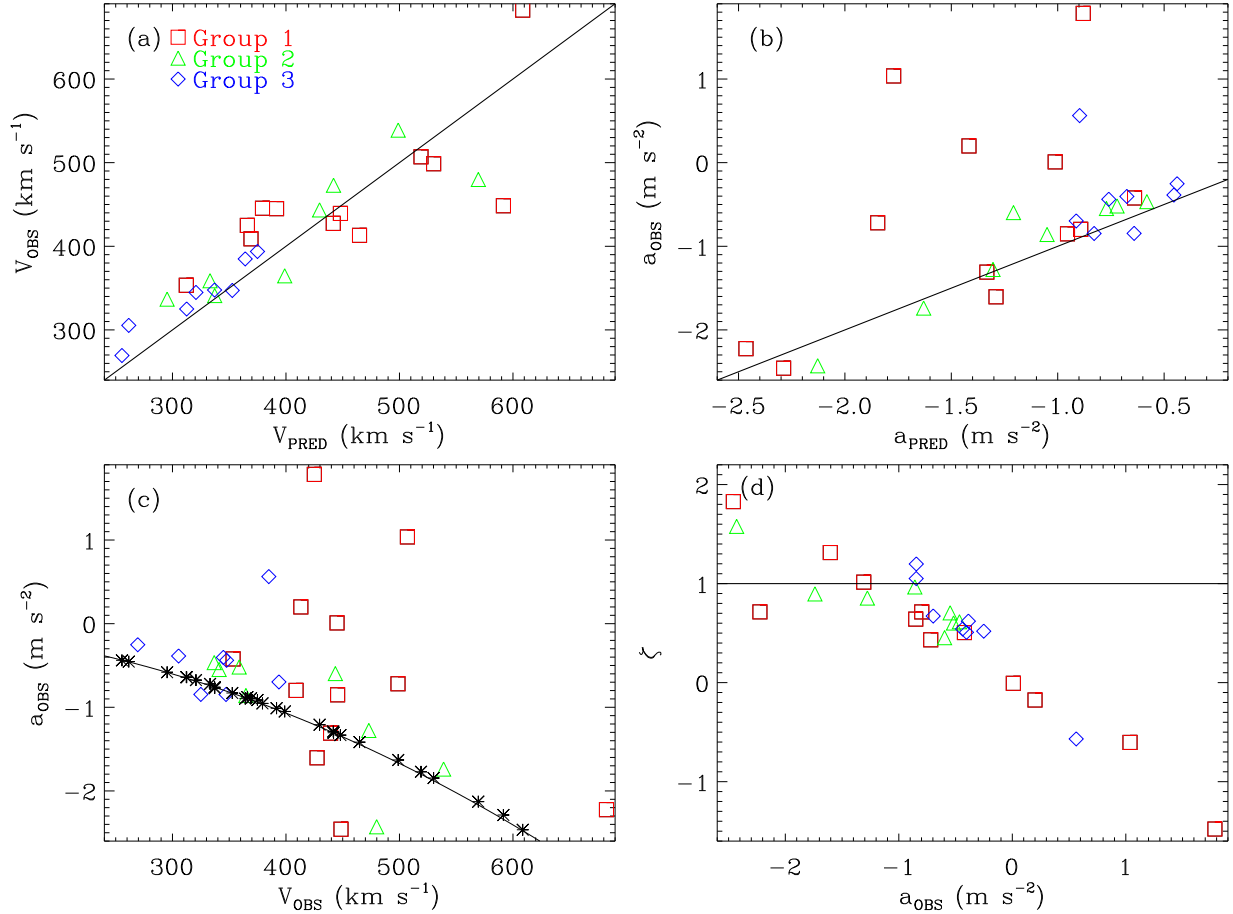 (a)
Group 1
Group 2
Group 3
600
500
400
300
V_OBS (km s⁻¹)
300 400 500 600
V_PRED (km s⁻¹)
(b)
1
0
−1
−2
a_OBS (m s⁻²)
−2.5 −2.0 −1.5 −1.0 −0.5
a_PRED (m s⁻²)
(c)
1
0
−1
−2
a_OBS (m s⁻²)
300 400 500 600
V_OBS (km s⁻¹)
(d)
2
1
0
−1
ζ
−2 −1 0 1
a_OBS (m s⁻²)